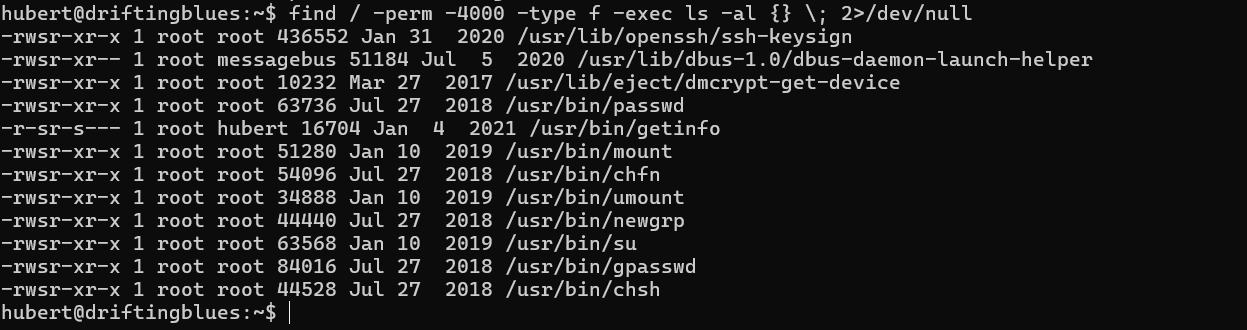 hubert@driftingblues:~$ find / -perm -4000 -type f -exec ls -al {} \; 2>/dev/null
-rwsr-xr-x 1 root root 436552 Jan 31  2020 /usr/lib/openssh/ssh-keysign
-rwsr-xr-- 1 root messagebus 51184 Jul  5  2020 /usr/lib/dbus-1.0/dbus-daemon-launch-helper
-rwsr-xr-x 1 root root 10232 Mar 27  2017 /usr/lib/eject/dmcrypt-get-device
-rwsr-xr-x 1 root root 63736 Jul 27  2018 /usr/bin/passwd
-r-sr-s--- 1 root hubert 16704 Jan  4  2021 /usr/bin/getinfo
-rwsr-xr-x 1 root root 51280 Jan 10  2019 /usr/bin/mount
-rwsr-xr-x 1 root root 54096 Jul 27  2018 /usr/bin/chfn
-rwsr-xr-x 1 root root 34888 Jan 10  2019 /usr/bin/umount
-rwsr-xr-x 1 root root 44440 Jul 27  2018 /usr/bin/newgrp
-rwsr-xr-x 1 root root 63568 Jan 10  2019 /usr/bin/su
-rwsr-xr-x 1 root root 84016 Jul 27  2018 /usr/bin/gpasswd
-rwsr-xr-x 1 root root 44528 Jul 27  2018 /usr/bin/chsh
hubert@driftingblues:~$